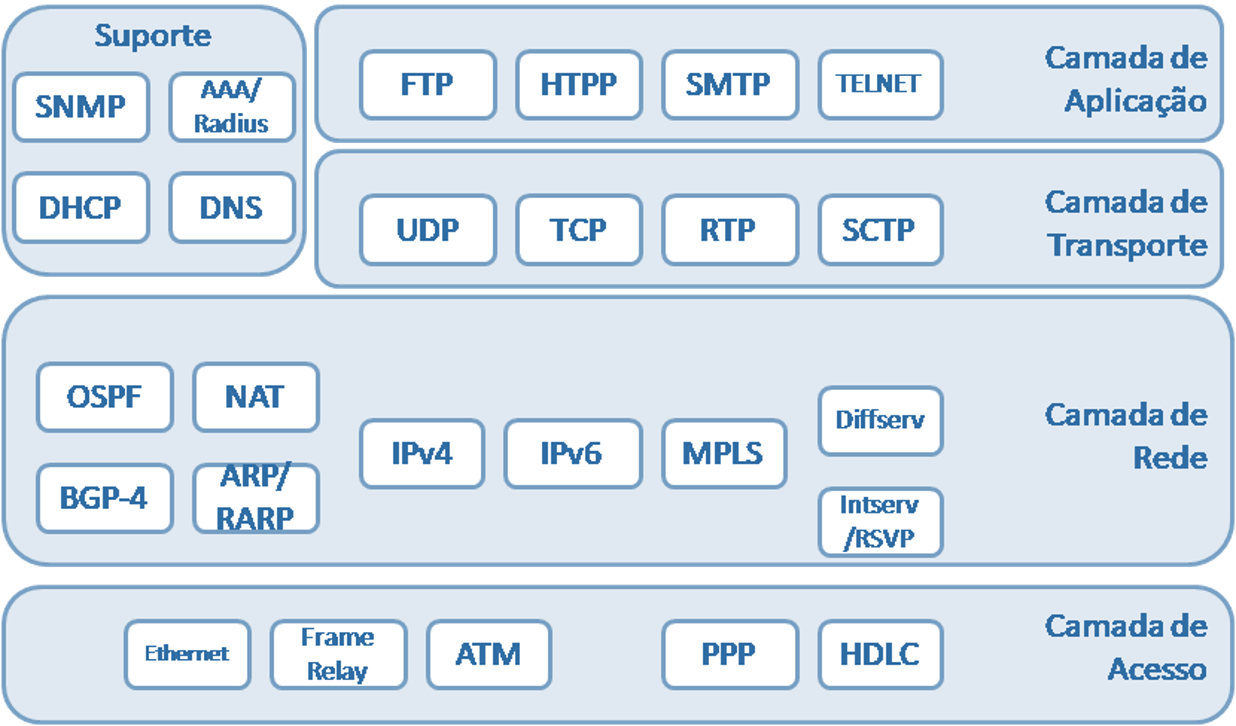 Suporte
SNMP
AAA/
Radius
DHCP
DNS
FTP
HTPP
SMTP
TELNET
Camada de
Aplicação
UDP
TCP
RTP
SCTP
Camada de
Transporte
OSPF
NAT
BGP-4
ARP/
RARP
IPv4
IPv6
MPLS
Diffserv
Intserv
/RSVP
Camada de
Rede
Ethernet
Frame
Relay
ATM
PPP
HDLC
Camada de
Acesso